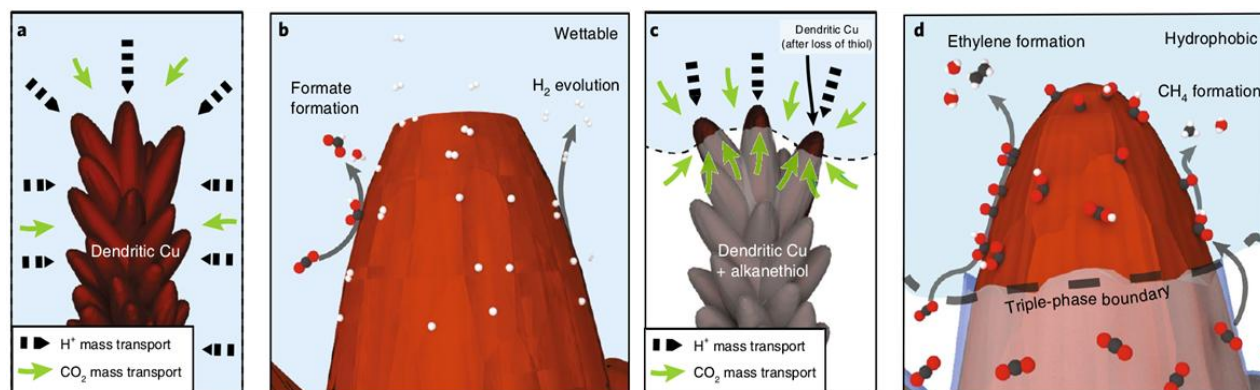 a
Dendritic Cu
H+ mass transport
CO2 mass transport
b
Wettable
Formate
formation
H2 evolution
c
Dendritic Cu
(after loss of thiol)
Dendritic Cu
+ alkanethiol
H+ mass transport
CO2 mass transport
d
Ethylene formation
Hydrophobic
CH4 formation
Triple-phase boundary